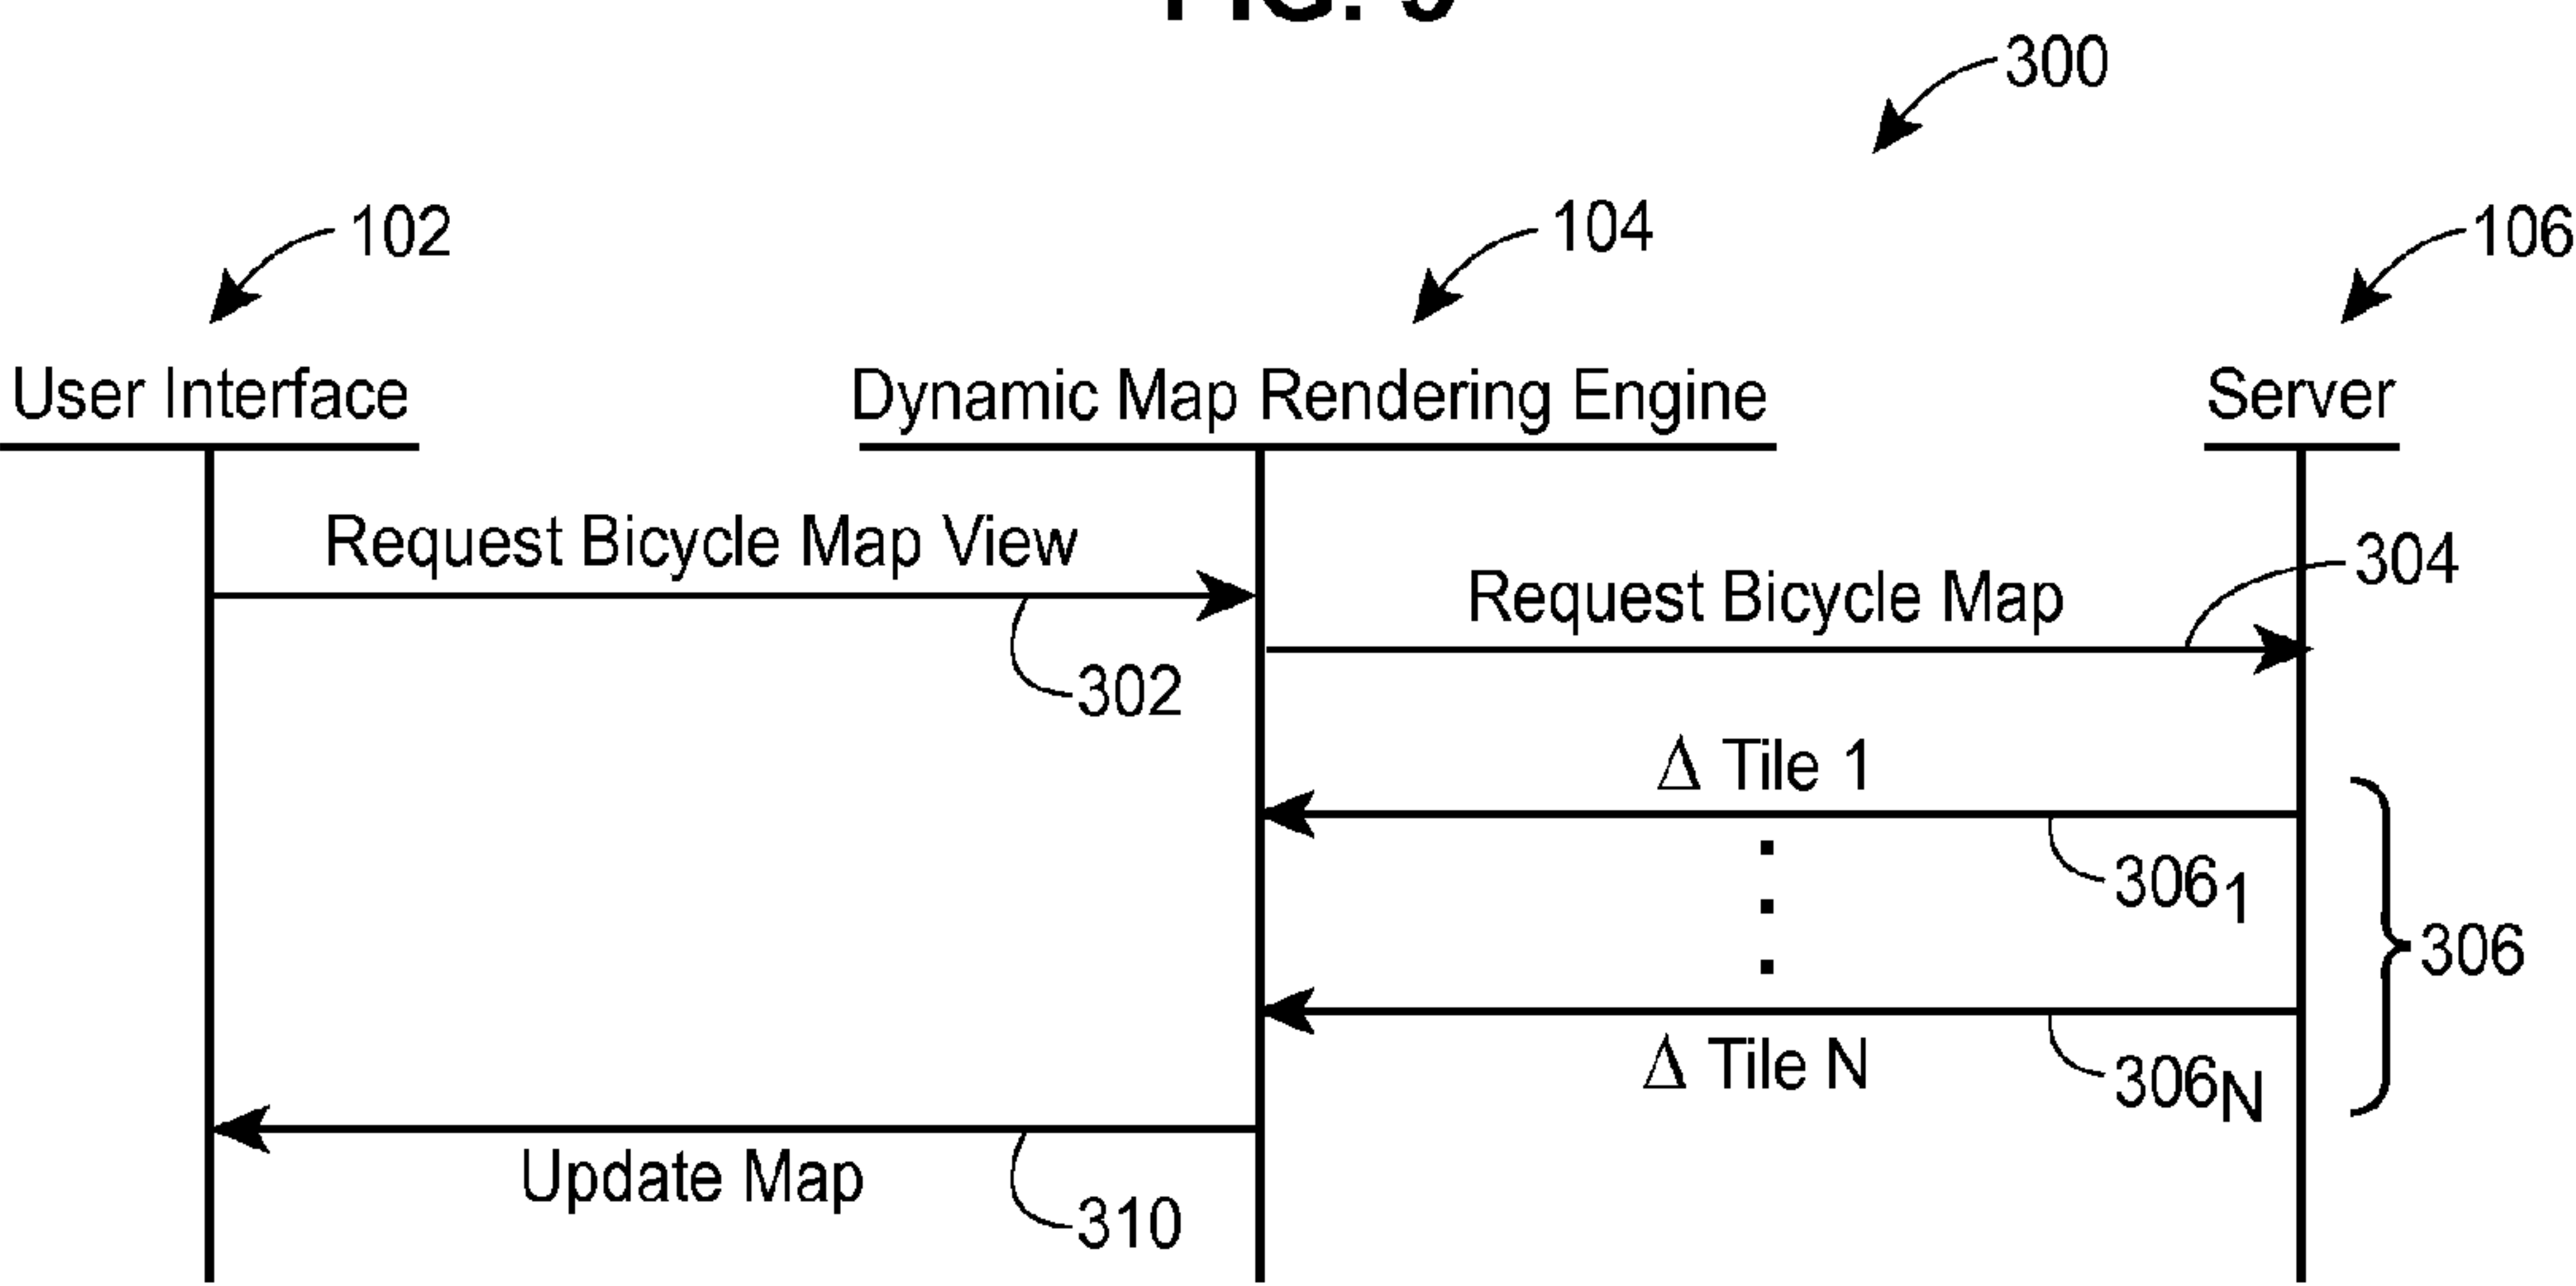 FIG.
300
102
104
106
User Interface
Dynamic Map Rendering Engine
Server
Request Bicycle Map View
304
Request Bicycle Map
302
Δ Tile 1
306₁
306
Δ Tile N
306N
Update Map
310